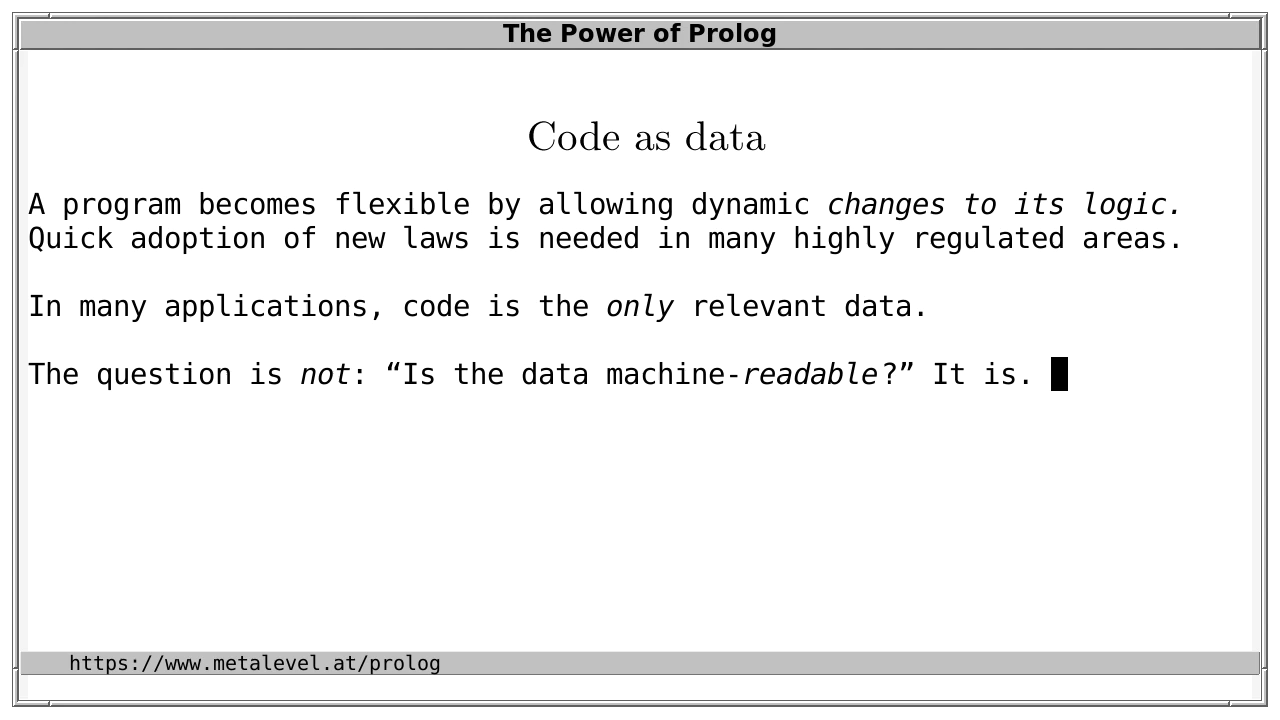 The Power of Prolog
Code as data
A program becomes flexible by allowing dynamic changes to its logic.
Quick adoption of new laws is needed in many highly regulated areas.
In many applications, code is the only relevant data.
The question is not: “Is the data machine-readable?” It is.
https://www.metalevel.at/prolog